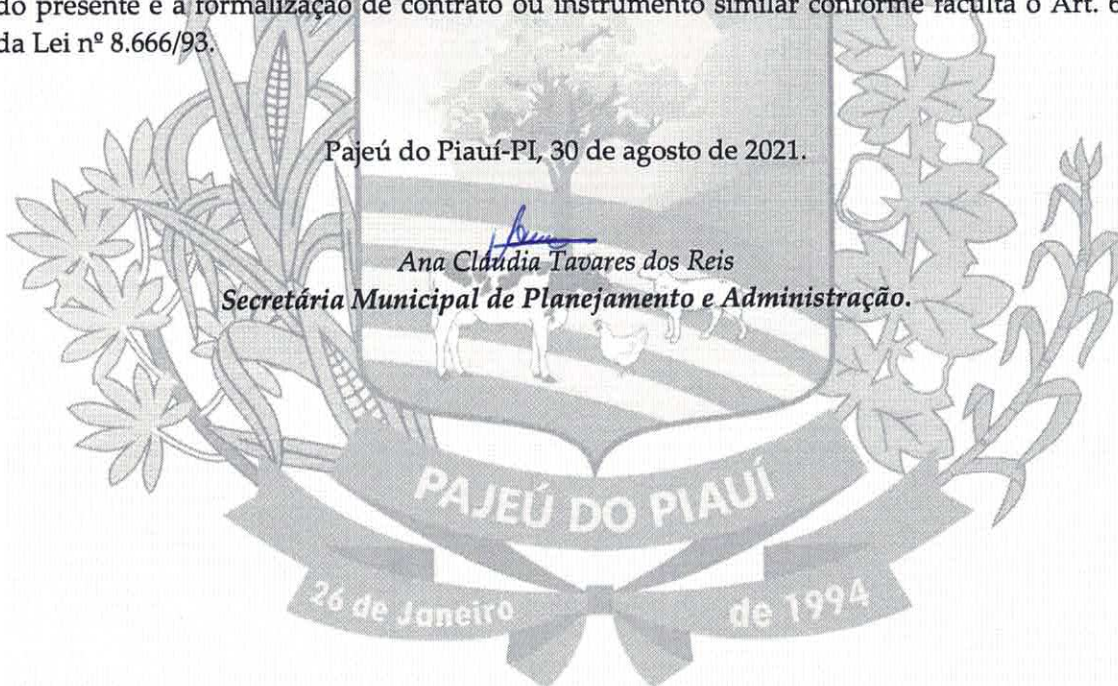 do presente e a formalização de contrato ou instrumento similar conforme faculta o Art. 6
da Lei nº 8.666/93.
Pajeú do Piauí-PI, 30 de agosto de 2021.
Ana Cláudia Tavares dos Reis
Secretária Municipal de Planejamento e Administração.
PAJEÚ DO PIAUÍ
26 de Janeiro de 1994